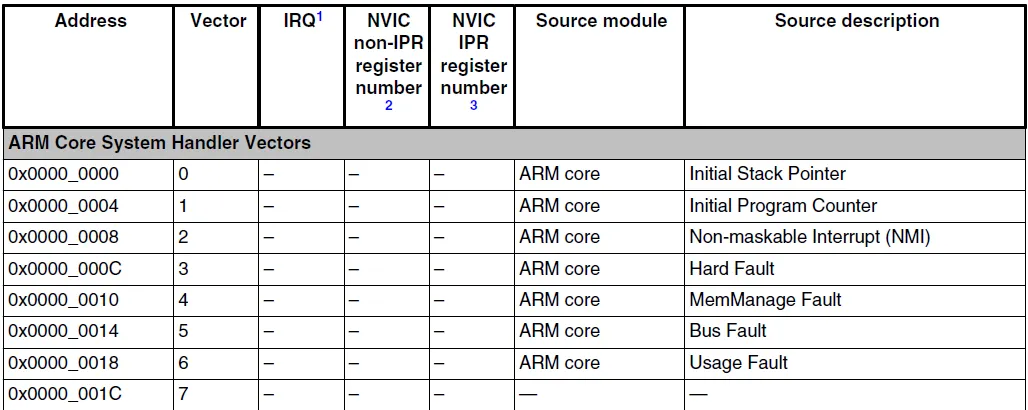 Address Vector IRQ1 NVIC non-IPR register number 2 NVIC IPR register number 3 Source module Source description
ARM Core System Handler Vectors
0x0000_0000 0 – – – ARM core Initial Stack Pointer
0x0000_0004 1 – – – ARM core Initial Program Counter
0x0000_0008 2 – – – ARM core Non-maskable Interrupt (NMI)
0x0000_000C 3 – – – ARM core Hard Fault
0x0000_0010 4 – – – ARM core MemManage Fault
0x0000_0014 5 – – – ARM core Bus Fault
0x0000_0018 6 – – – ARM core Usage Fault
0x0000_001C 7 – – – — —